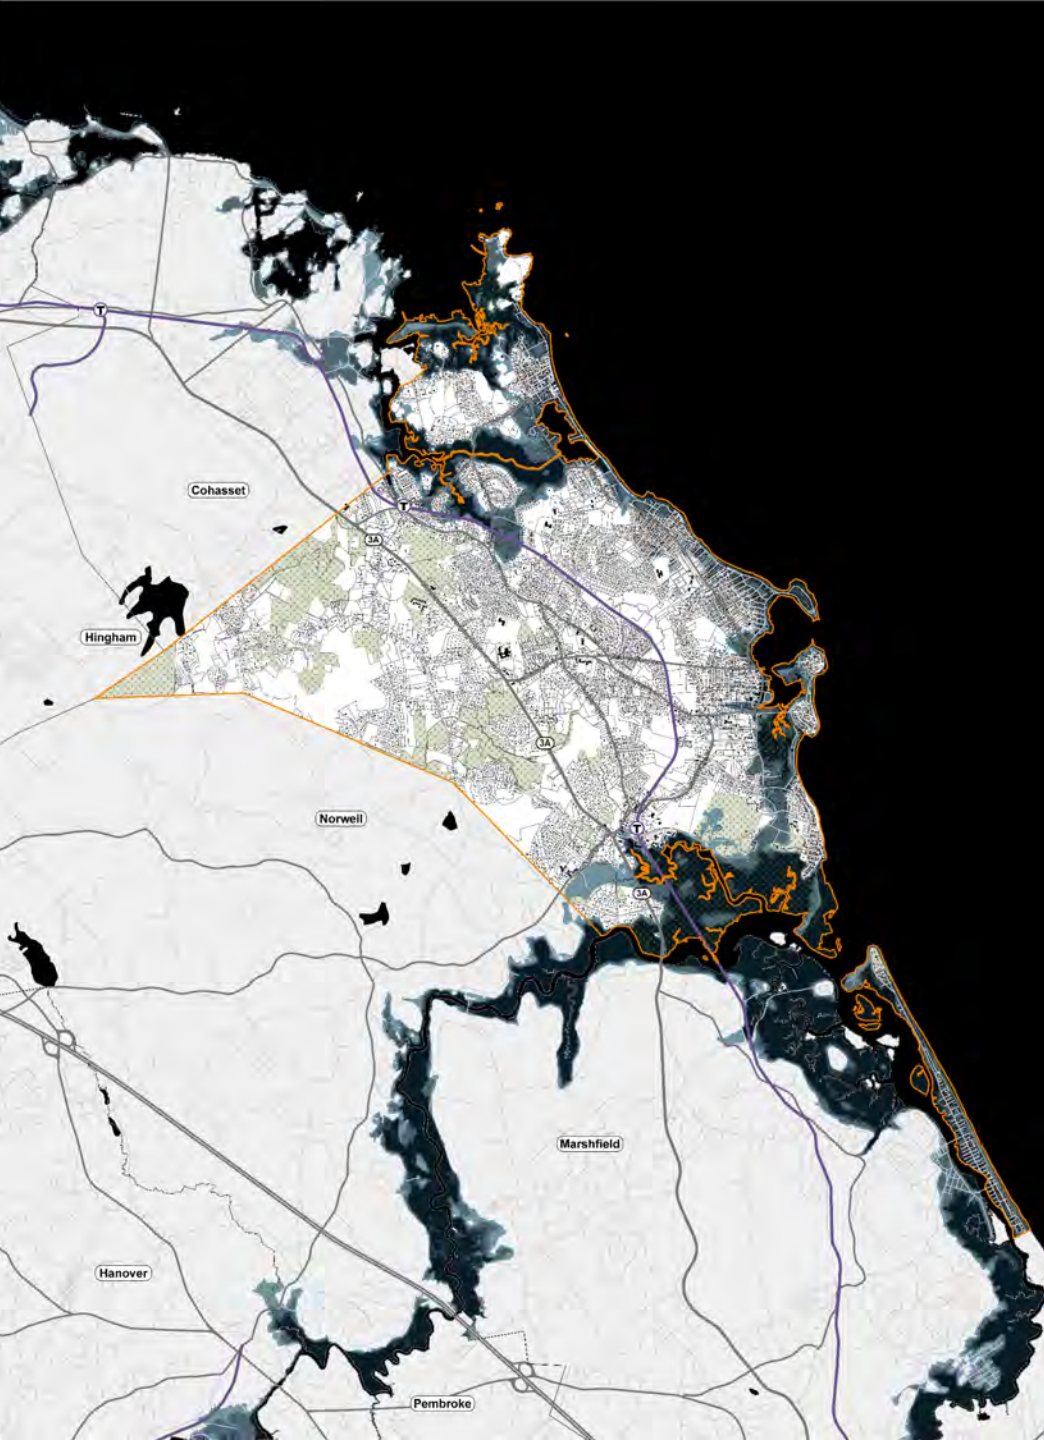 T
Cohasset
T
3A
Hingham
3A
Norwell
T
3A
Marshfield
Hanover
Pembroke